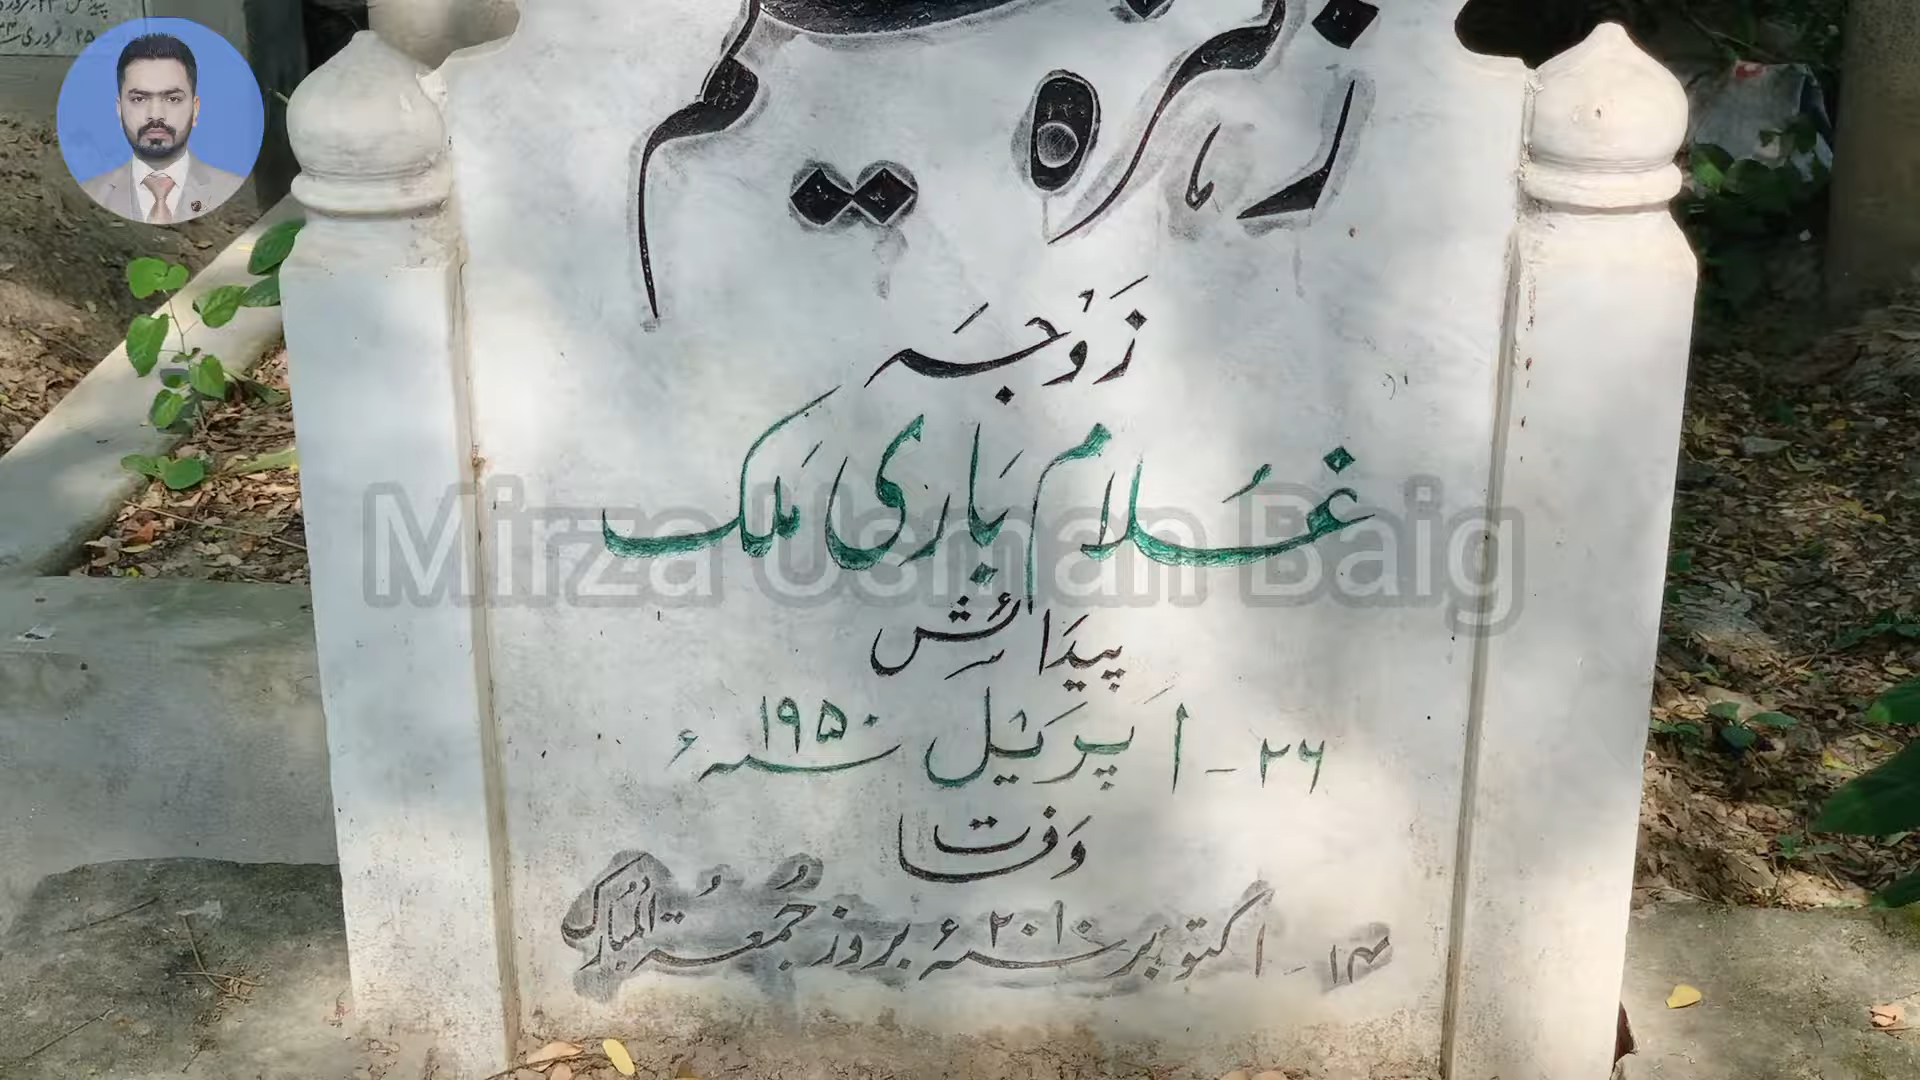 زہرہ
زوجہ
غلام باری ملک
پیدائش
۲۶ - اپریل ۱۹۵۰ء
وفات
۱۴ - اکتوبر ۲۰۱۰ء بروز جمعۃ المبارک
Mirza Usman Baig